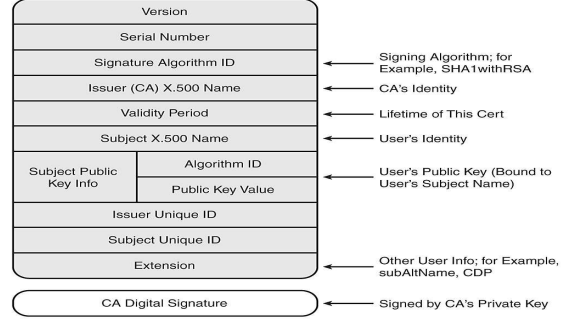 Version
Serial Number
Signature Algorithm ID
Signing Algorithm; for
Example, SHA1withRSA
Issuer (CA) X.500 Name
CA's Identity
Validity Period
Lifetime of This Cert
Subject X.500 Name
User's Identity
Subject Public
Key Info
Algorithm ID
Public Key Value
User's Public Key (Bound to
User's Subject Name)
Issuer Unique ID
Subject Unique ID
Extension
Other User Info; for Example,
subAltName, CDP
CA Digital Signature
Signed by CA's Private Key